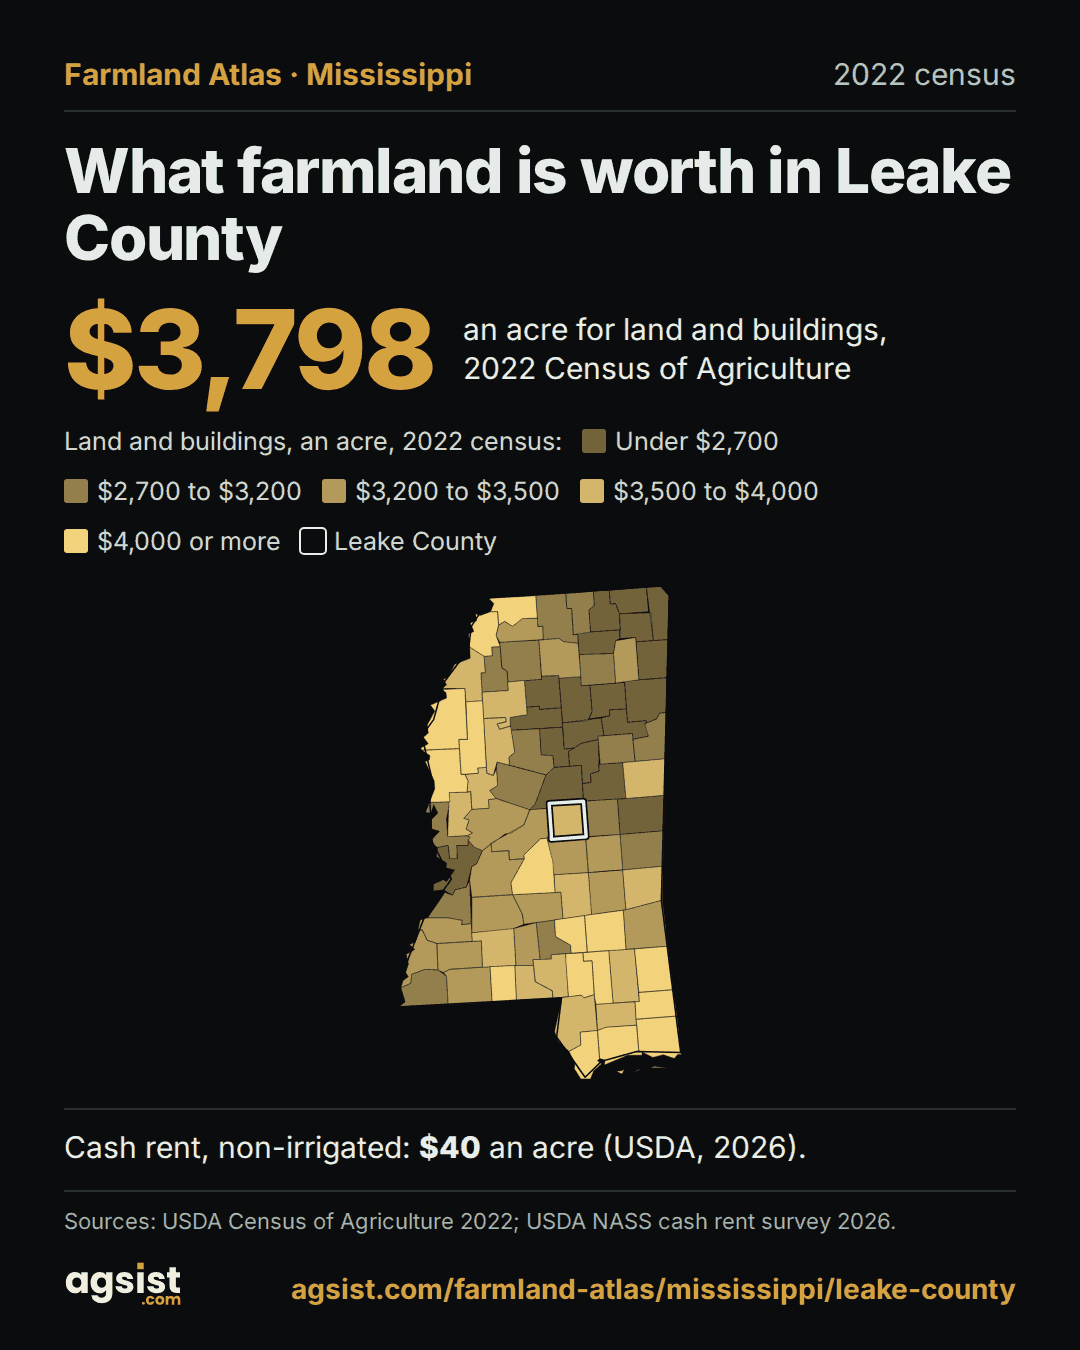 Farmland Atlas · Mississippi
2022 census
What farmland is worth in Leake
County
$3,798
an acre for land and buildings,
2022 Census of Agriculture
Land and buildings, an acre, 2022 census: Under $2,700
$2,700 to $3,200 $3,200 to $3,500 $3,500 to $4,000
$4,000 or more Leake County
Cash rent, non-irrigated: $40 an acre (USDA, 2026).
Sources: USDA Census of Agriculture 2022; USDA NASS cash rent survey 2026.
agsist
.com
agsist.com/farmland-atlas/mississippi/leake-county